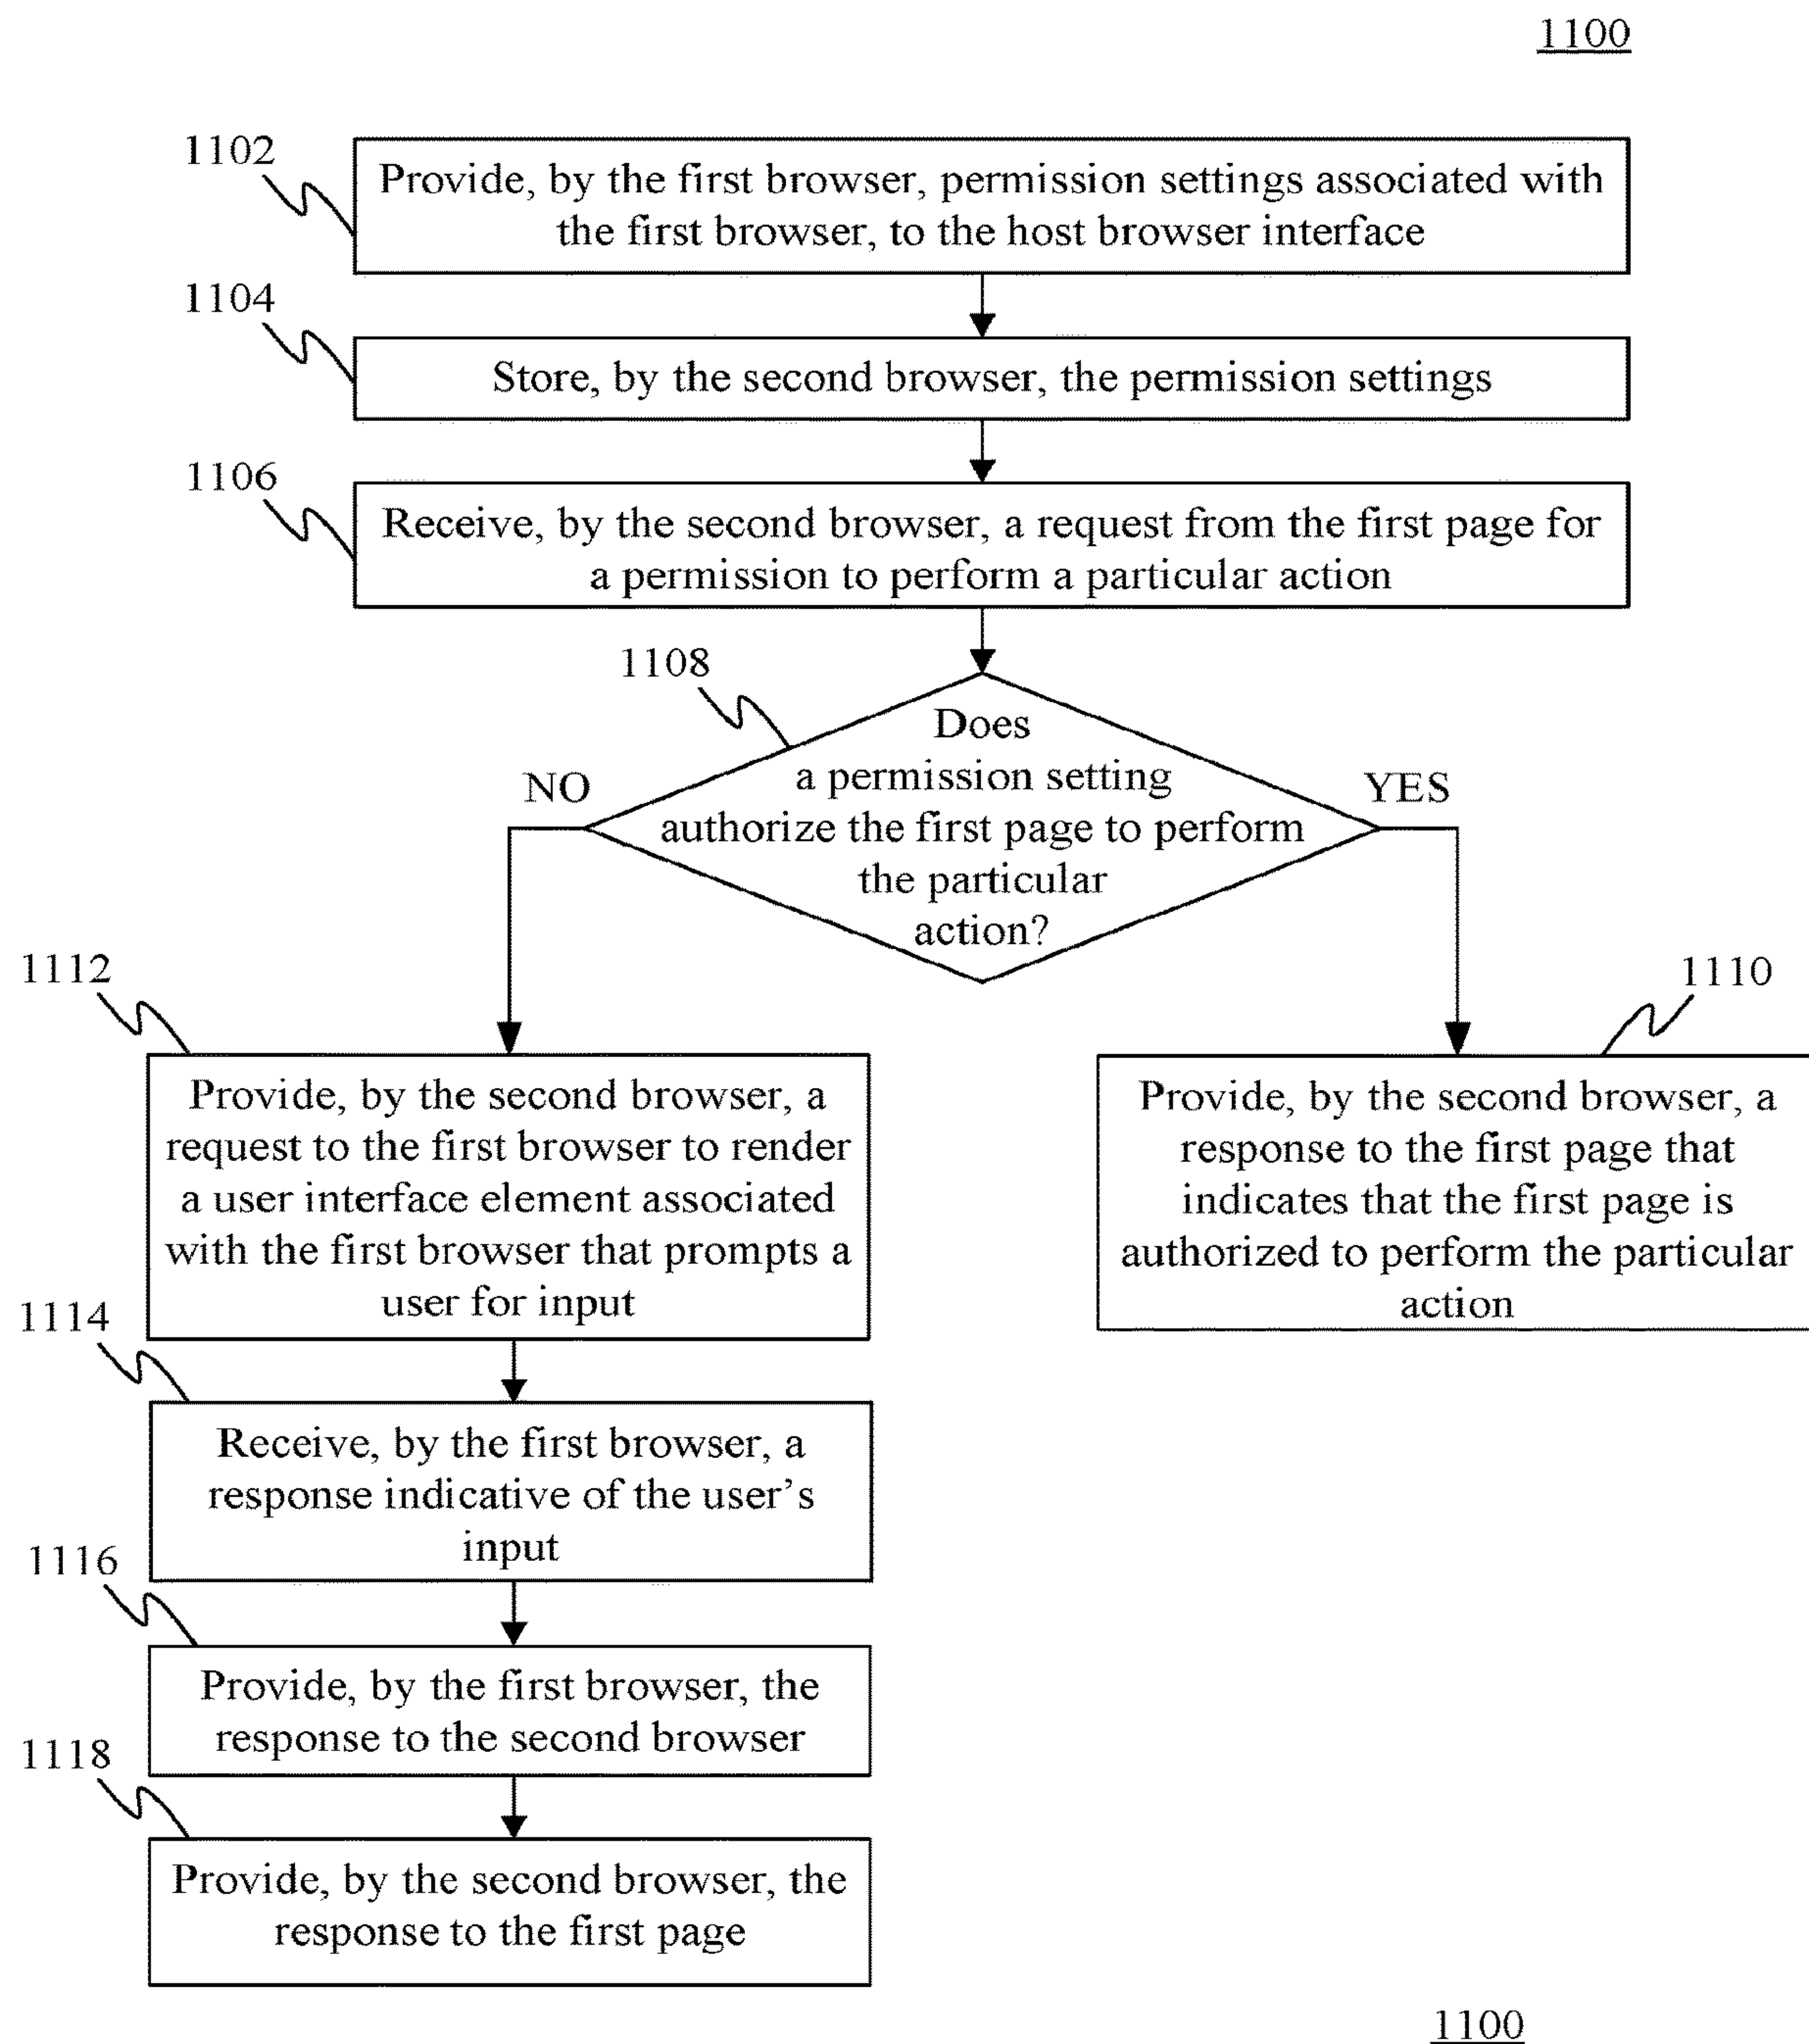 1100
1102
Provide, by the first browser, permission settings associated with
the first browser, to the host browser interface
1104
Store, by the second browser, the permission settings
1106
Receive, by the second browser, a request from the first page for
a permission to perform a particular action
1108
Does
a permission setting
authorize the first page to perform
the particular
action?
NO
YES
1112
Provide, by the second browser, a
request to the first browser to render
a user interface element associated
with the first browser that prompts a
user for input
1110
Provide, by the second browser, a
response to the first page that
indicates that the first page is
authorized to perform the particular
action
1114
Receive, by the first browser, a
response indicative of the user’s
input
1116
Provide, by the first browser, the
response to the second browser
1118
Provide, by the second browser, the
response to the first page
1100